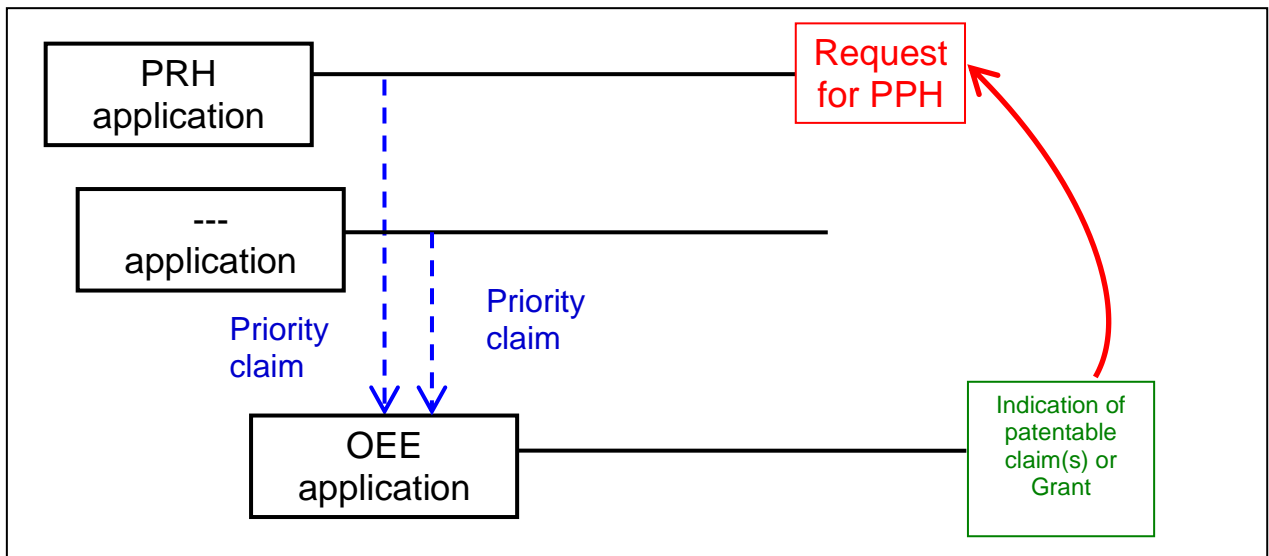 PRH
application
Request
for PPH
---
application
Priority
claim
Priority
claim
OEE
application
Indication of
patentable
claim(s) or
Grant